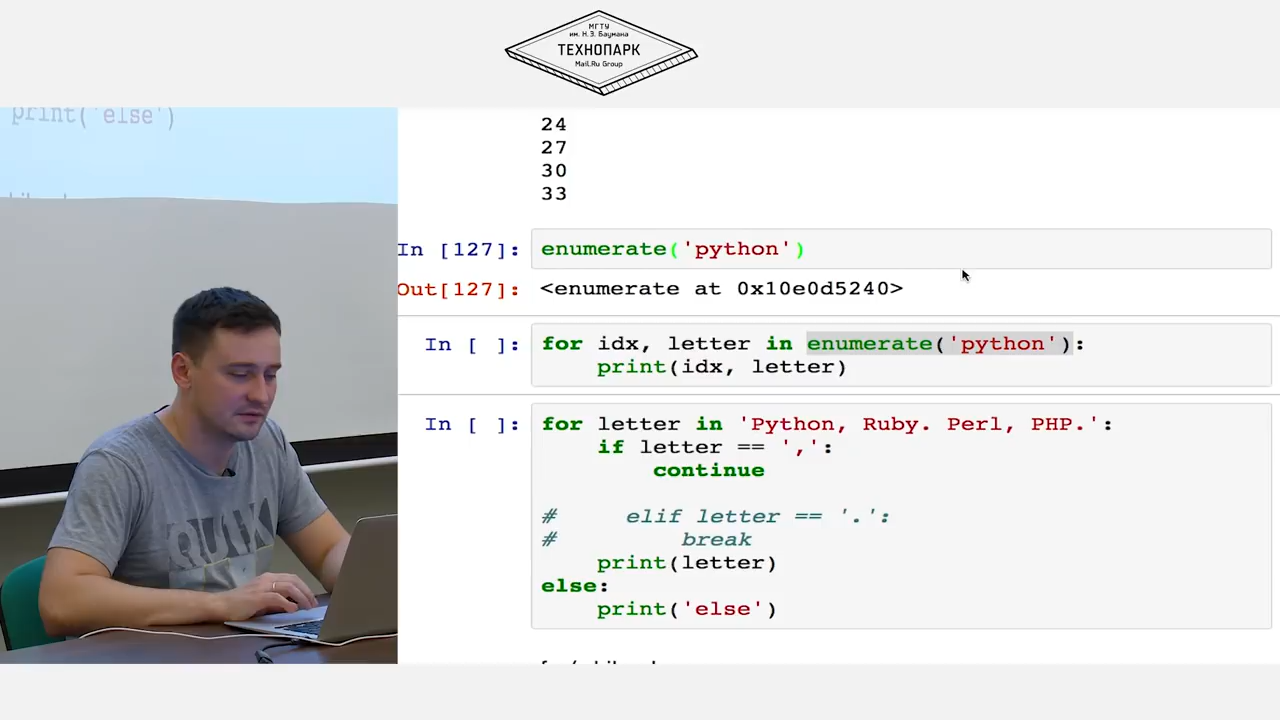 МГТУ
им. Н.Э. Баумана
ТЕХНОПАРК
Mail.Ru Group
print('else')
24
27
30
33
In [127]: enumerate('python')
Out[127]: <enumerate at 0x10e0d5240>
In [ ]: for idx, letter in enumerate('python'):
print(idx, letter)
In [ ]: for letter in 'Python, Ruby. Perl, PHP.':
if letter == ',':
continue
# elif letter == '.':
# break
print(letter)
else:
print('else')